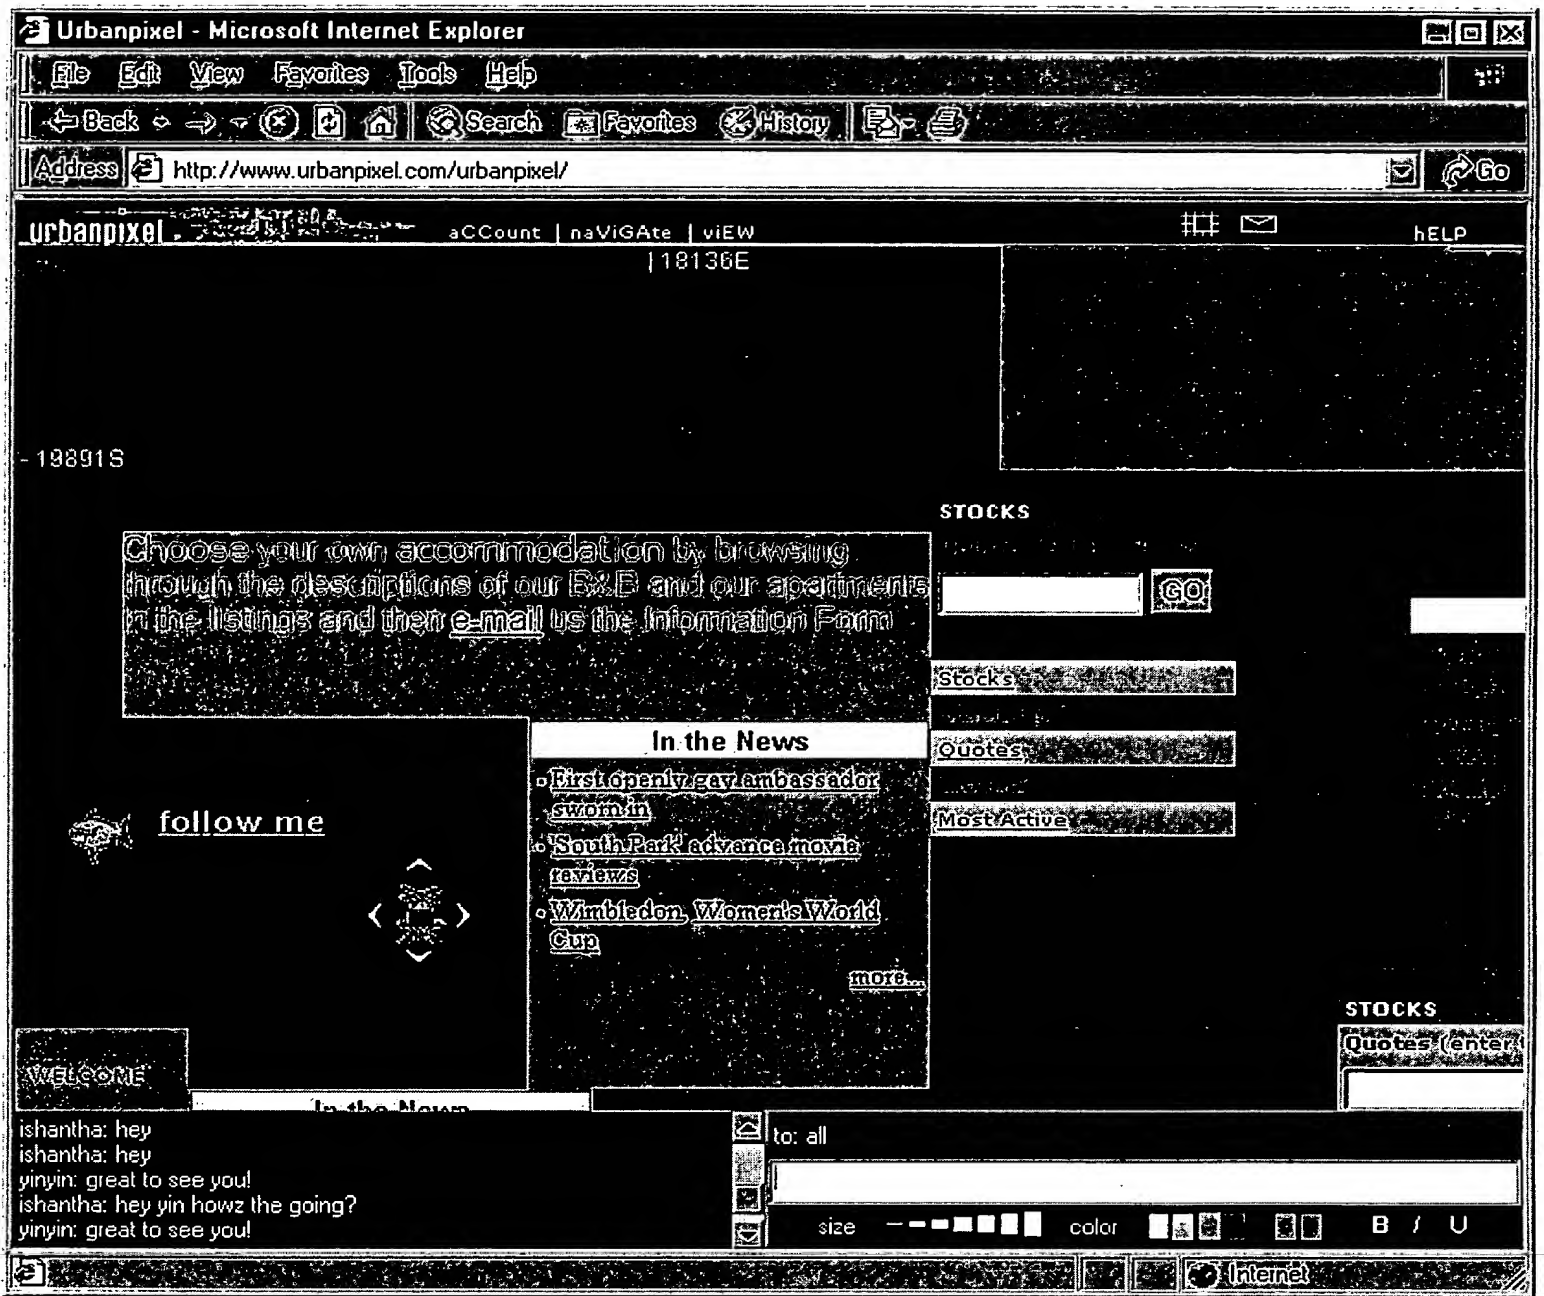 Urbanpixel - Microsoft Internet Explorer
File Edit View Favorites Tools Help
Back Search Favorites History
Address http://www.urbanpixel.com/urbanpixel/ Go
urbanpixel. aCCount | naViGAte | viEW hELP
|18136E
-19891S
STOCKS
Choose your own accommodation by browsing
through the descriptions of our B&B and our apartments
in the listings and then e-mail us the Information Form
GO
Stocks
Quotes
Most Active
In the News
First openly gay ambassador
sworn in
'South Park' advance movie
reviews
Wimbledon, Women's World
Cup
more...
follow me
STOCKS
Quotes (enter
WELCOME
In the News
ishantha: hey
ishantha: hey
yinyin: great to see you!
ishantha: hey yin howz the going?
yinyin: great to see you!
to: all
size color B I U
Internet